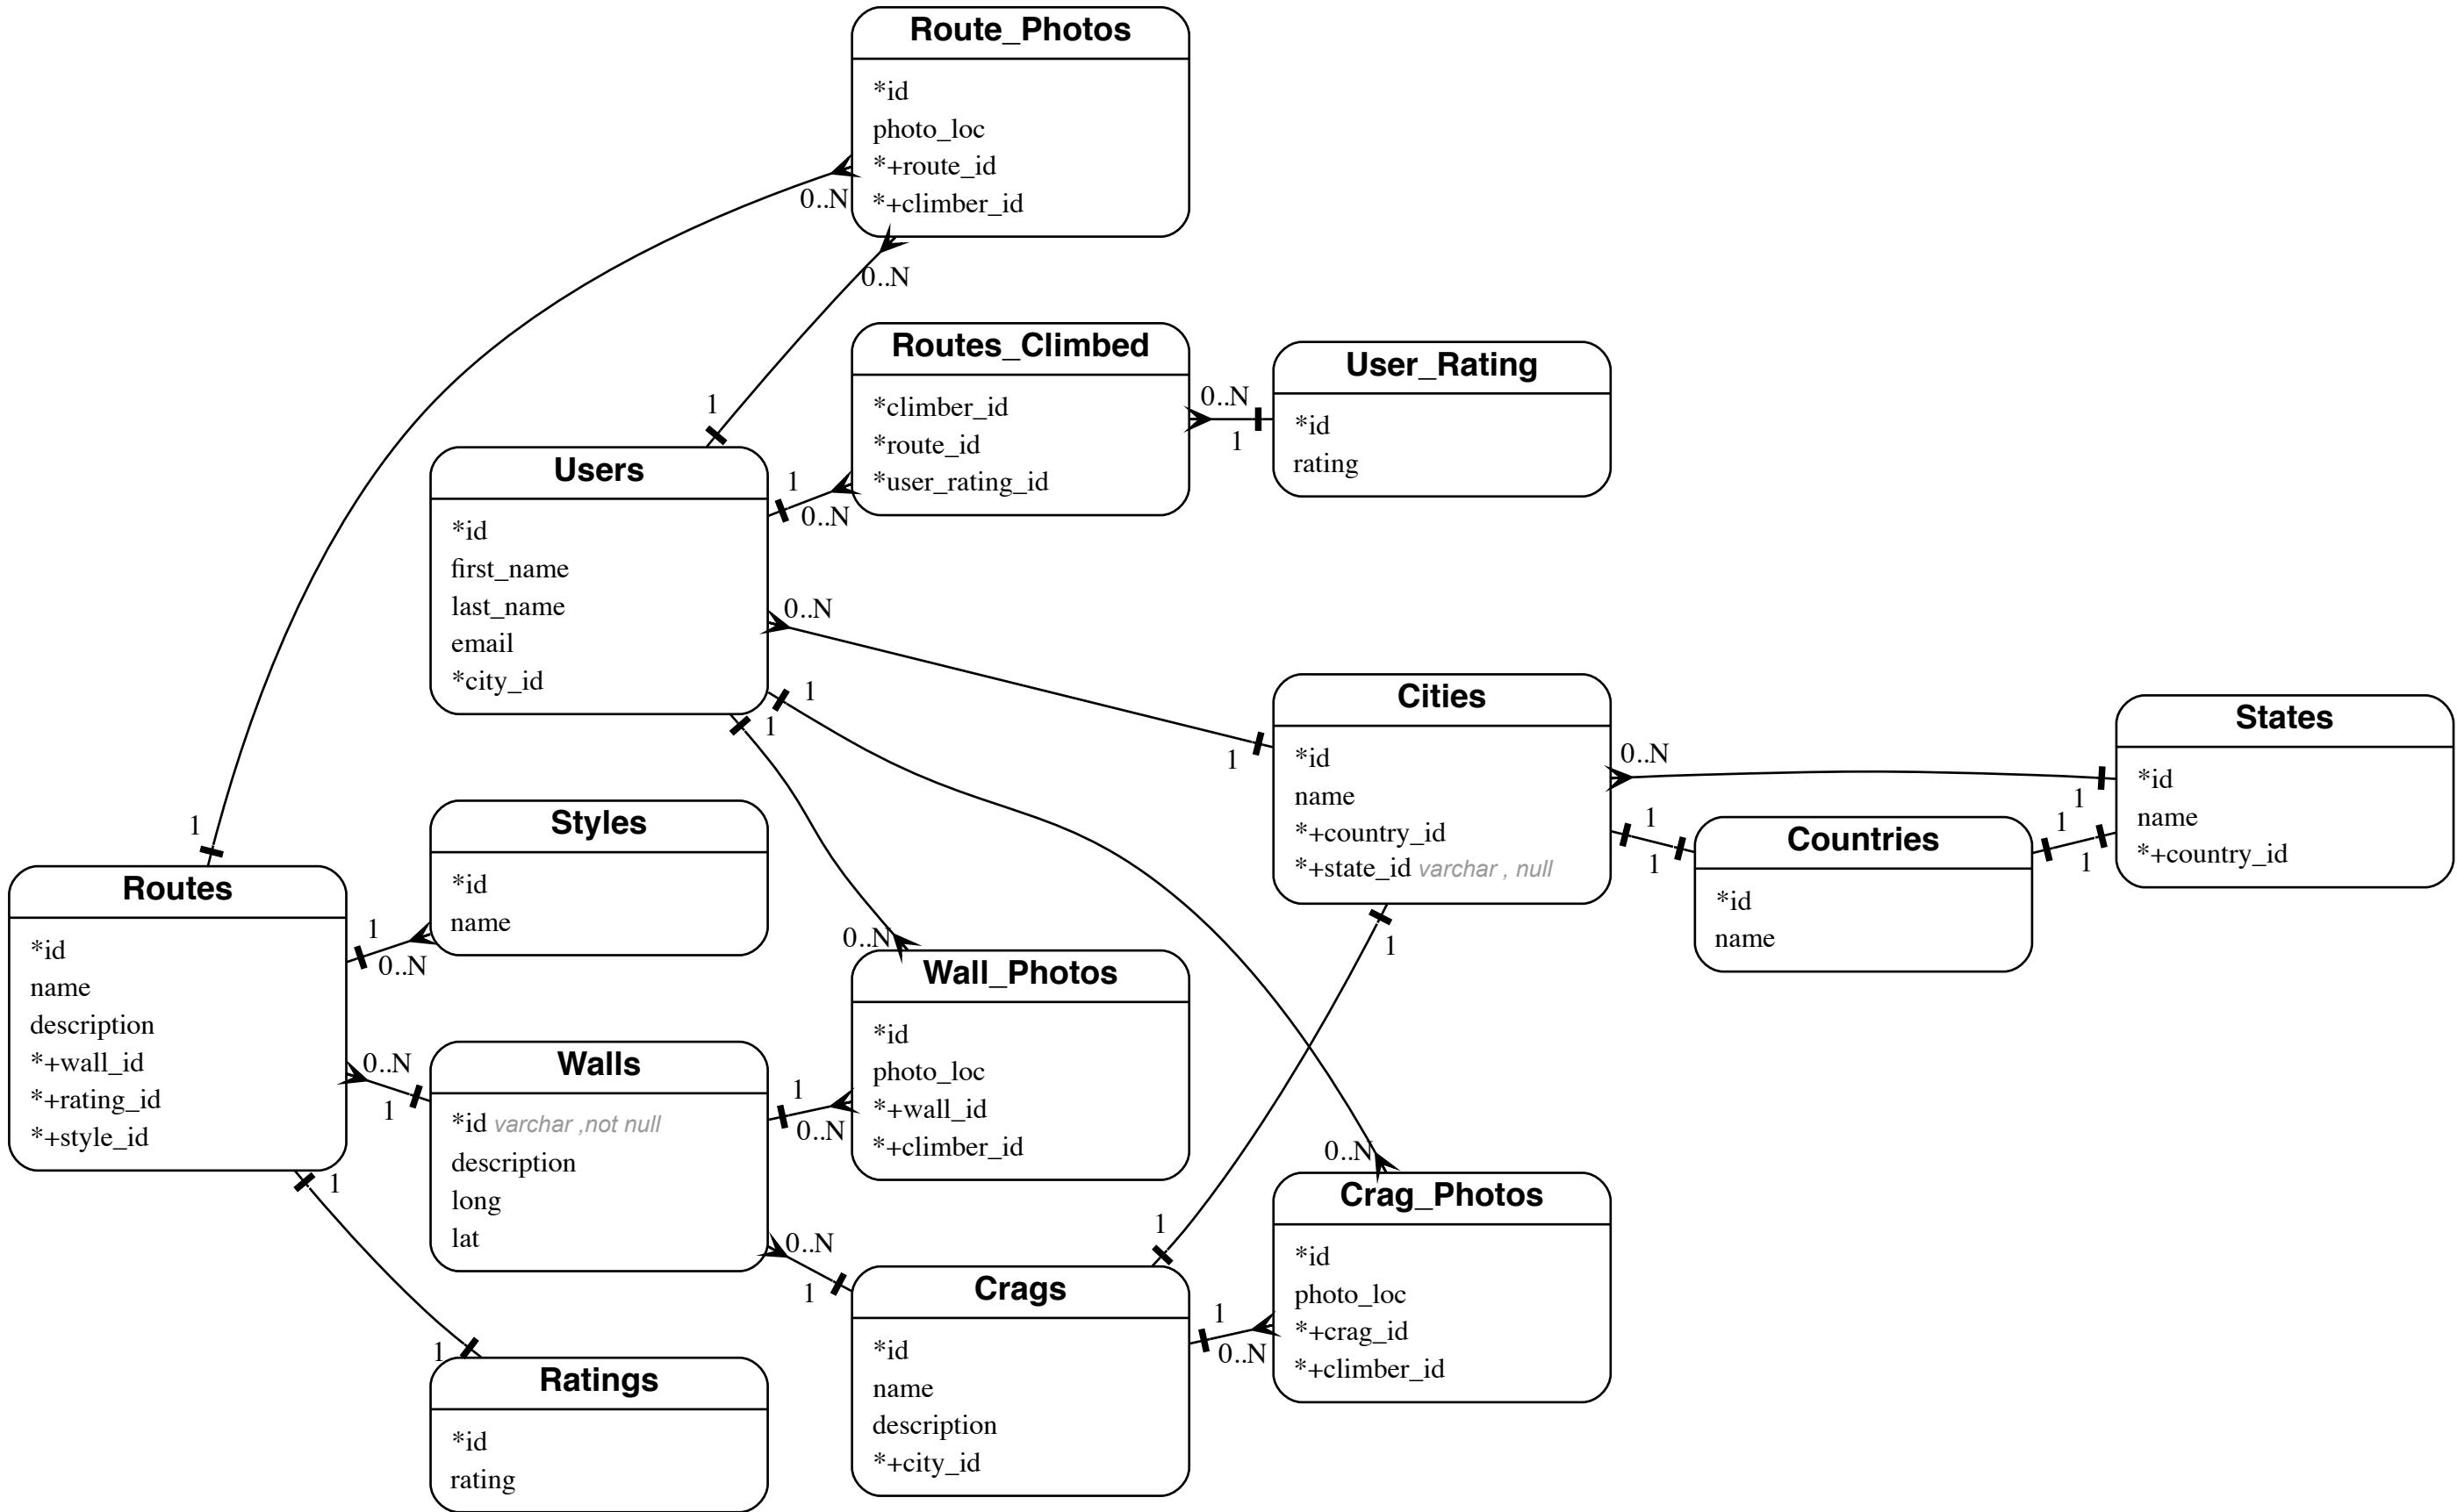 Route_Photos
*id
photo_loc
*+route_id
*+climber_id
0..N
0..N
1
Routes_Climbed
*climber_id
*route_id
*user_rating_id
0..N
1
User_Rating
*id
rating
Users
*id
first_name
last_name
email
*city_id
1
0..N
0..N
1
1
1
Cities
*id
name
*+country_id
*+state_id varchar , null
0..N
1
1
1
1
1
States
*id
name
*+country_id
Countries
*id
name
1
Routes
*id
name
description
*+wall_id
*+rating_id
*+style_id
Styles
*id
name
1
0..N
0..N
1
1
Walls
*id varchar ,not null
description
long
lat
0..N
Wall_Photos
*id
photo_loc
*+wall_id
*+climber_id
1
0..N
1
0..N
Crag_Photos
*id
photo_loc
*+crag_id
*+climber_id
0..N
1
1
Crags
*id
name
description
*+city_id
1
0..N
1
Ratings
*id
rating